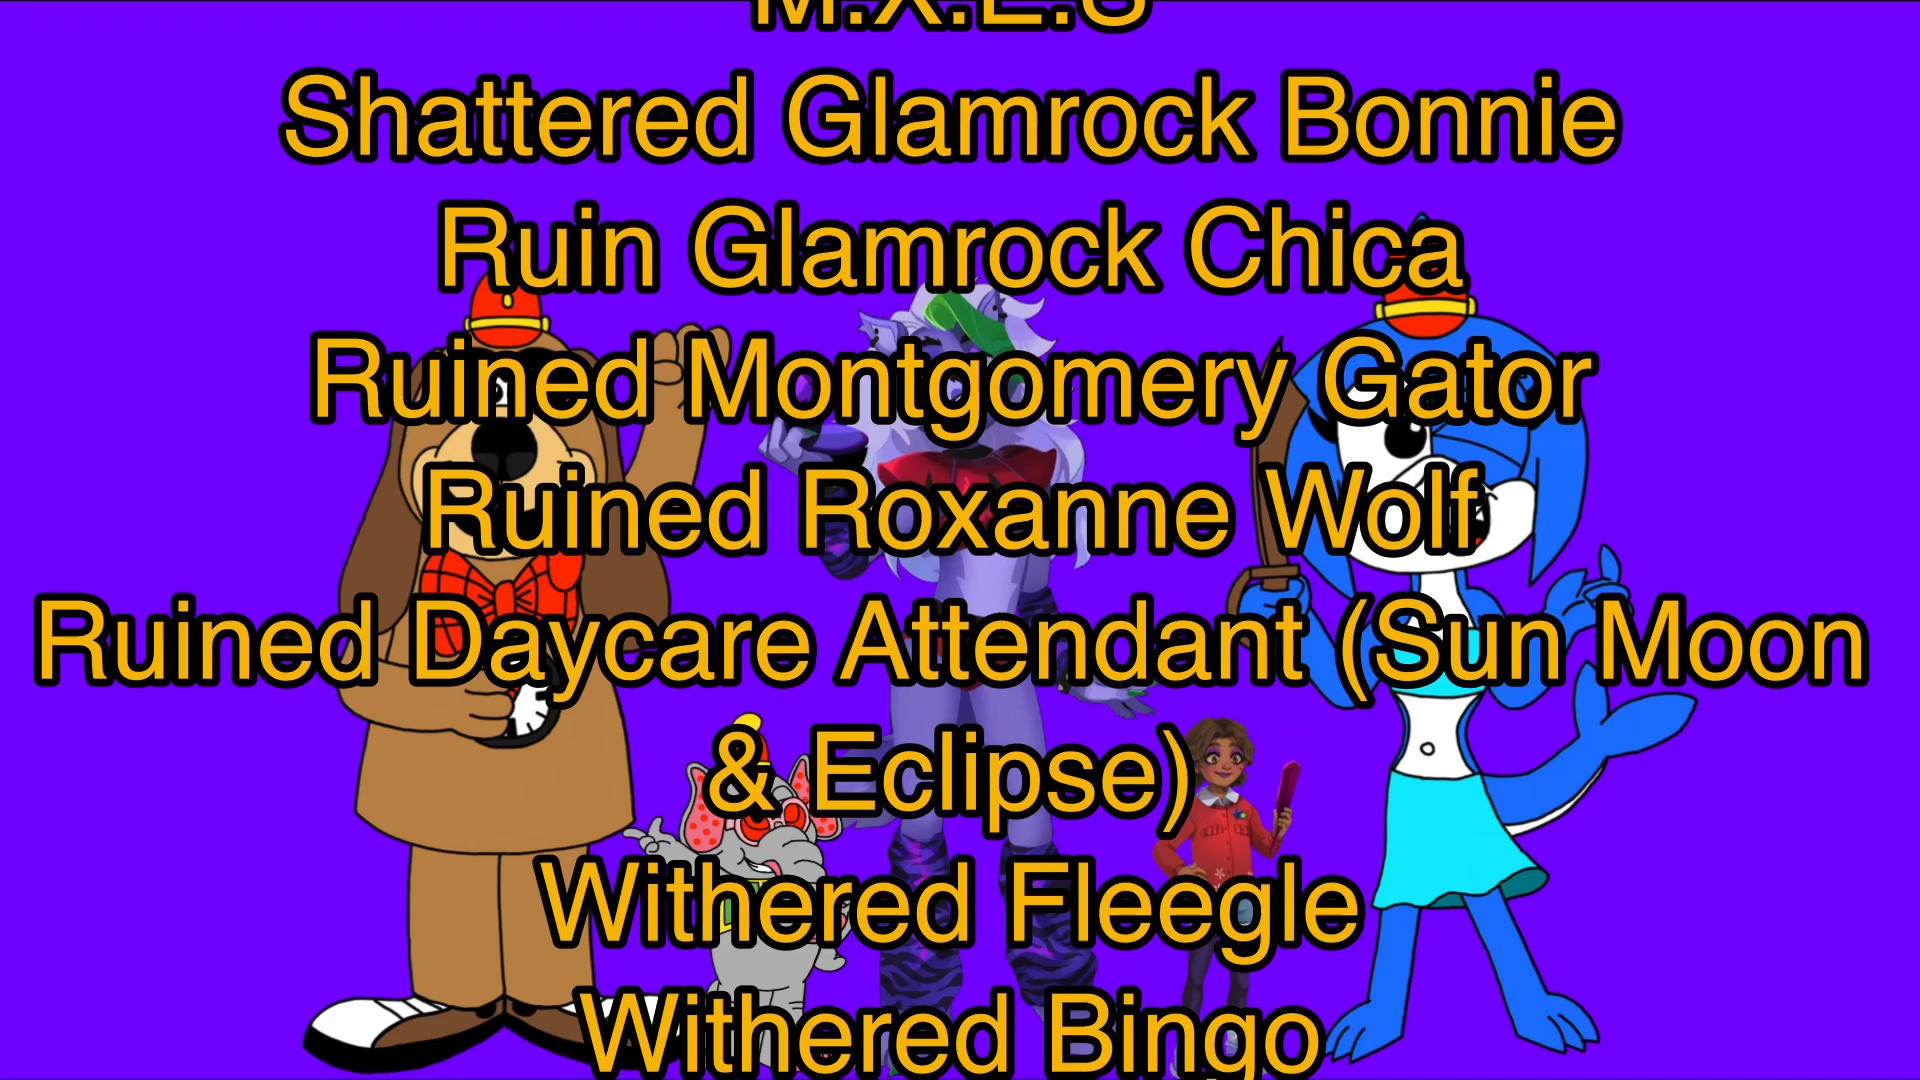 M.X.E.S
Shattered Glamrock Bonnie
Ruin Glamrock Chica
Ruined Montgomery Gator
Ruined Roxanne Wolf
Ruined Daycare Attendant (Sun Moon
& Eclipse)
Withered Fleegle
Withered Bingo